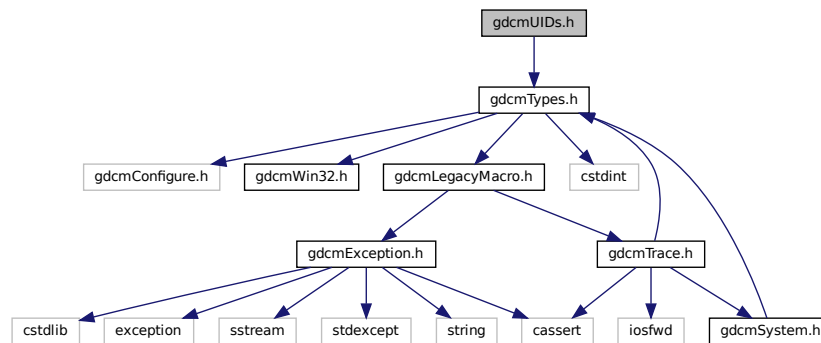 gdcmUIDs.h
gdcmTypes.h
gdcmConfigure.h
gdcmWin32.h
gdcmLegacyMacro.h
cstdint
gdcmException.h
gdcmTrace.h
cstdlib
exception
sstream
stdexcept
string
cassert
iosfwd
gdcmSystem.h